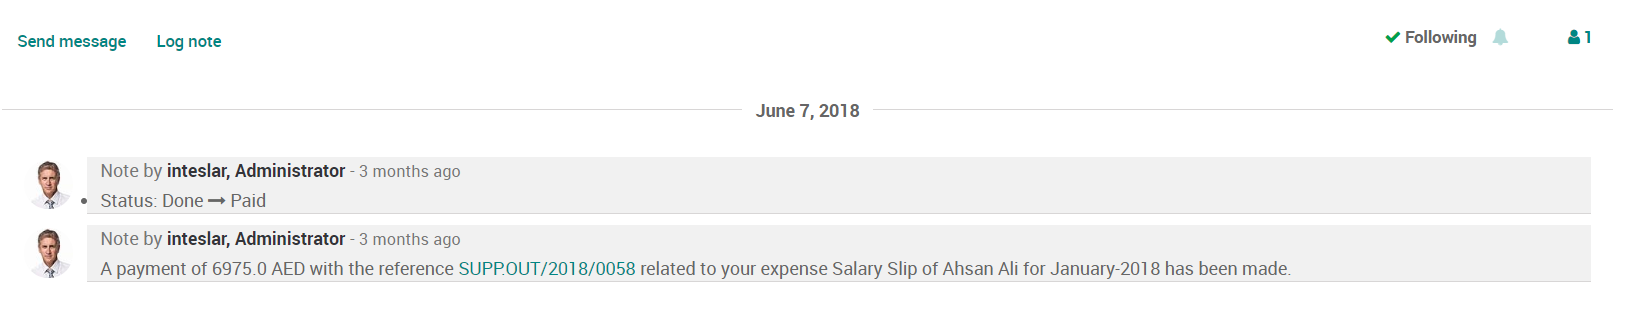 Send message Log note Following 1
June 7, 2018
Note by inteslar, Administrator - 3 months ago
Status: Done → Paid
Note by inteslar, Administrator - 3 months ago
A payment of 6975.0 AED with the reference SUPP.OUT/2018/0058 related to your expense Salary Slip of Ahsan Ali for January-2018 has been made.